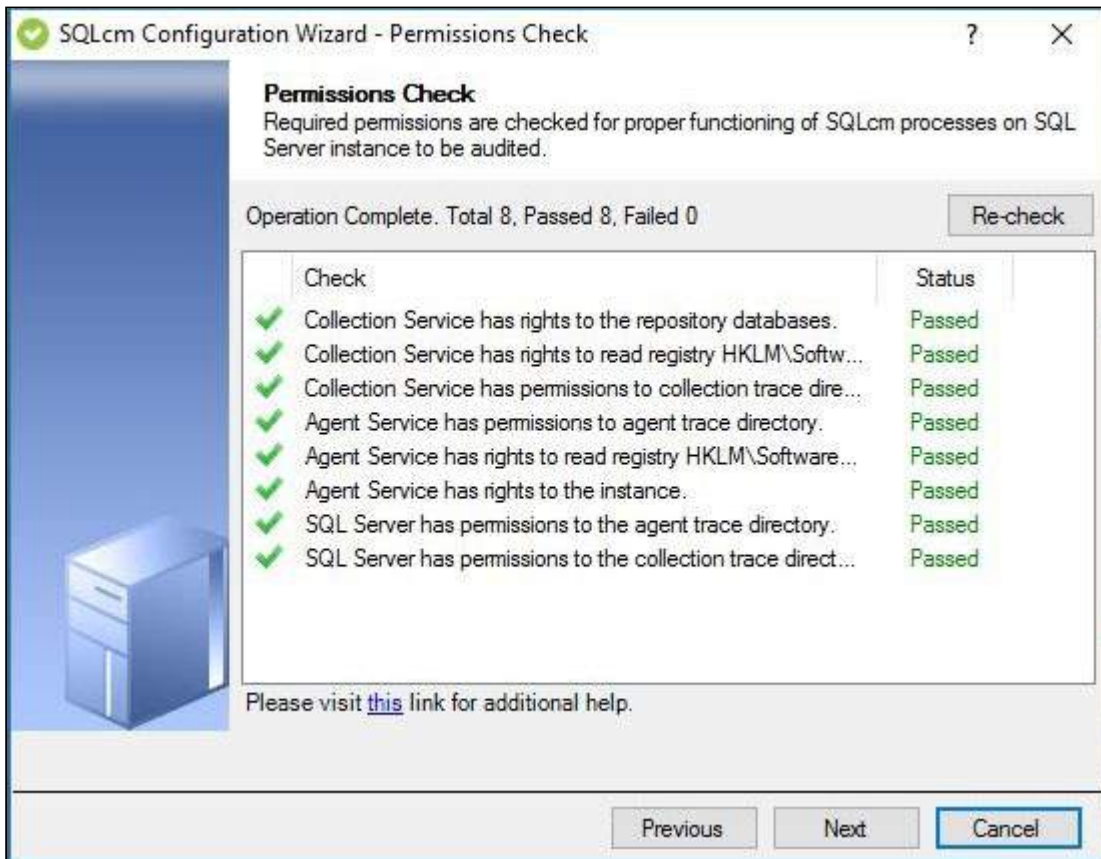 SQLcm Configuration Wizard - Permissions Check ? X
Permissions Check
Required permissions are checked for proper functioning of SQLcm processes on SQL
Server instance to be audited.
Operation Complete. Total 8, Passed 8, Failed 0 Re-check
Check Status
Collection Service has rights to the repository databases. Passed
Collection Service has rights to read registry HKLM\Softw... Passed
Collection Service has permissions to collection trace dire... Passed
Agent Service has permissions to agent trace directory. Passed
Agent Service has rights to read registry HKLM\Software... Passed
Agent Service has rights to the instance. Passed
SQL Server has permissions to the agent trace directory. Passed
SQL Server has permissions to the collection trace direct... Passed
Please visit this link for additional help.
Previous Next Cancel